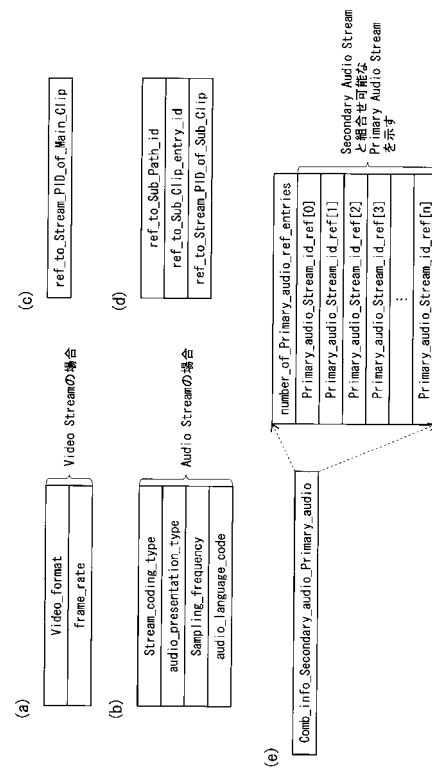 (a)
Video_format
frame_rate
Video Streamの場合
(b)
Stream_coding_type
audio_presentation_type
Sampling_frequency
audio_language_code
Audio Streamの場合
(c)
ref_to_Stream_PID_of_Main_Clip
(d)
ref_to_Sub_Path_id
ref_to_Sub_Clip_entry_id
ref_to_Stream_PID_of_Sub_Clip
(e)
Comb_info_Secondary_audio_Primary_audio
number_of_Primary_audio_ref_entries
Primary_audio_Stream_id_ref[0]
Primary_audio_Stream_id_ref[1]
Primary_audio_Stream_id_ref[2]
Primary_audio_Stream_id_ref[3]
⋮
Primary_audio_Stream_id_ref[n]
Secondary Audio Stream
と組合せ可能な
Primary Audio Stream
を示す